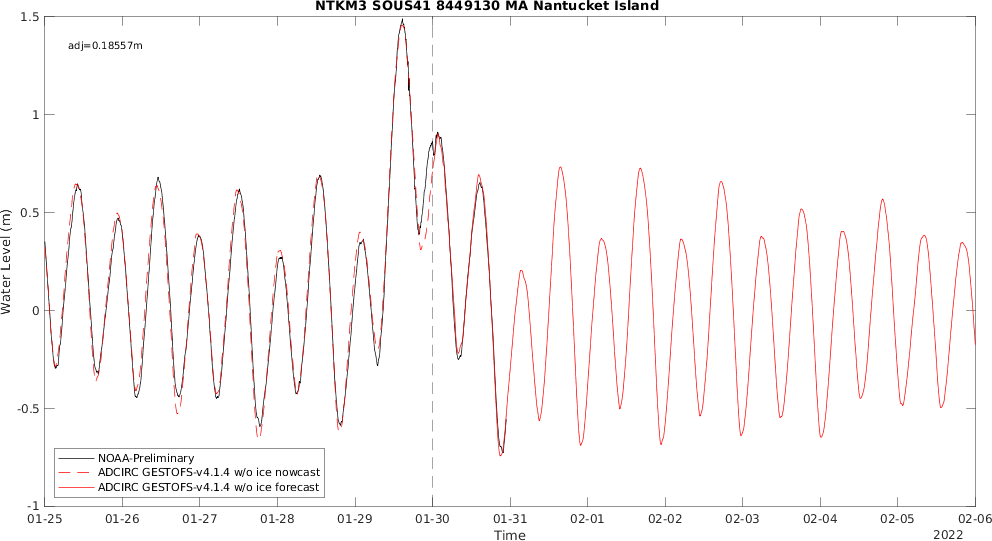 NTKM3 SOUS41 8449130 MA Nantucket Island
adj=0.18557m
1.5
1
0.5
0
-0.5
-1
Water Level (m)
NOAA-Preliminary
ADCIRC GESTOFS-v4.1.4 w/o ice nowcast
ADCIRC GESTOFS-v4.1.4 w/o ice forecast
01-25 01-26 01-27 01-28 01-29 01-30 01-31 02-01 02-02 02-03 02-04 02-05 02-06
Time
2022